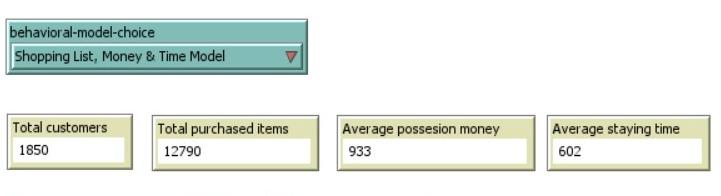 behavioral-model-choice
Shopping List, Money & Time Model
Total customers
1850
Total purchased items
12790
Average possesion money
933
Average staying time
602